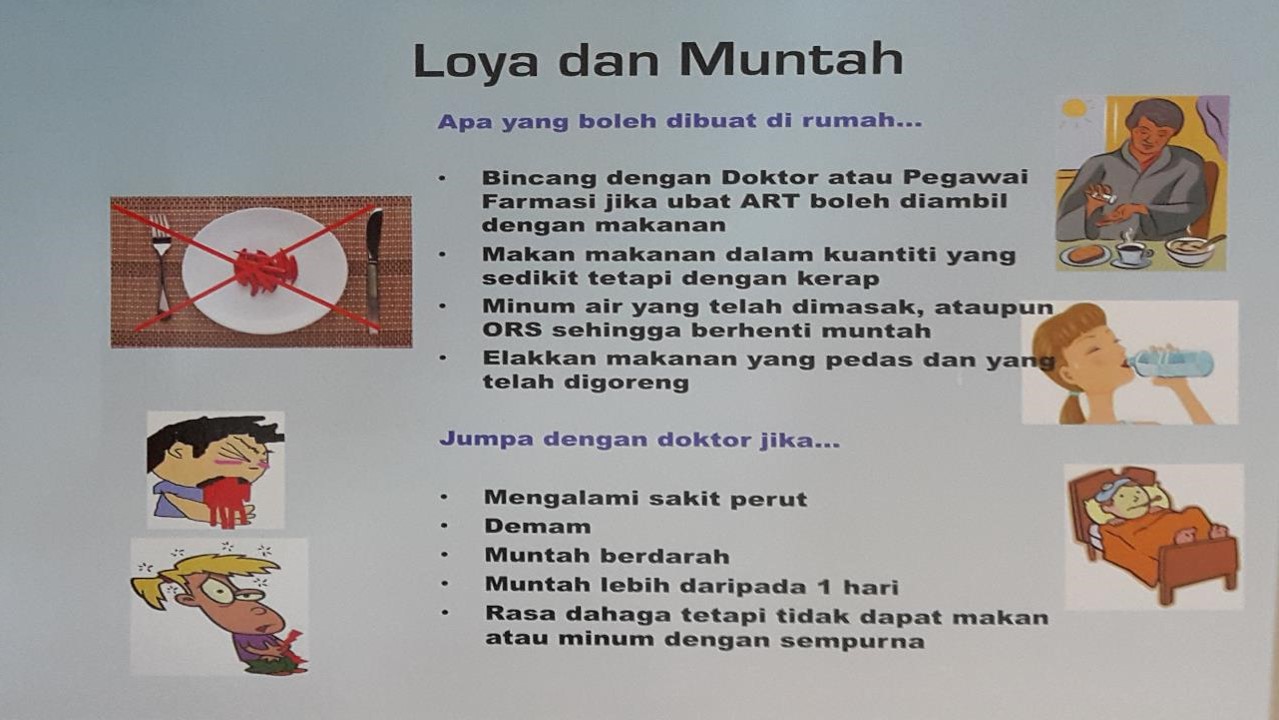 Loya dan Muntah
Apa yang boleh dibuat di rumah...
• Bincang dengan Doktor atau Pegawai
Farmasi jika ubat ART boleh diambil
dengan makanan
• Makan makanan dalam kuantiti yang
sedikit tetapi dengan kerap
• Minum air yang telah dimasak, ataupun
ORS sehingga berhenti muntah
• Elakkan makanan yang pedas dan yang
telah digoreng
Jumpa dengan doktor jika...
• Mengalami sakit perut
• Demam
• Muntah berdarah
• Muntah lebih daripada 1 hari
• Rasa dahaga tetapi tidak dapat makan
atau minum dengan sempurna